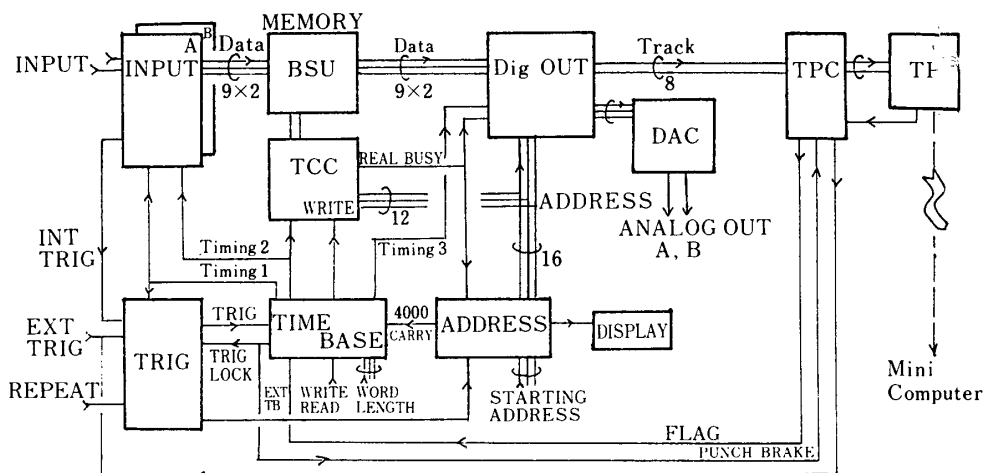 MEMORY
INPUT
A
B
INPUT
Data
9×2
BSU
Data
9×2
Dig OUT
Track
8
TPC
DAC
TCC
WRITE
REAL BUSY
12
ADDRESS
ANALOG OUT
A, B
16
INT
TRIG
Timing 2
Timing 1
Timing 3
EXT
TRIG
REPEAT
TRIG
TRIG
TRIG
LOCK
TIME
BASE
4000
CARRY
ADDRESS
DISPLAY
EXT
TB
WRITE
READ
WORD
LENGTH
STARTING
ADDRESS
Mini
Computer
FLAG
PUNCH BRAKE